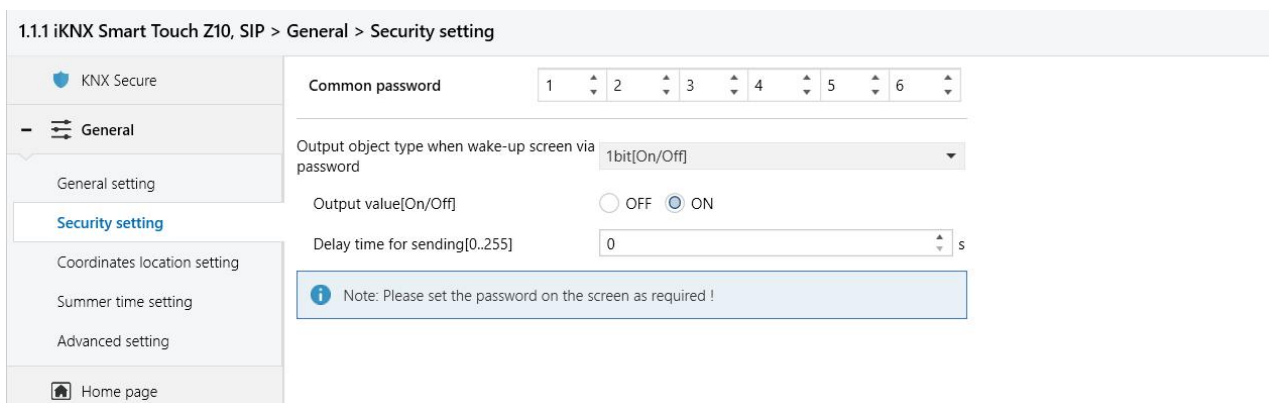 1.1.1 iKNX Smart Touch Z10, SIP > General > Security setting
KNX Secure
General
General setting
Security setting
Coordinates location setting
Summer time setting
Advanced setting
Home page
Common password 1 2 3 4 5 6
Output object type when wake-up screen via password
1bit[On/Off]
Output value[On/Off] OFF ON
Delay time for sending[0..255] 0 s
Note: Please set the password on the screen as required !